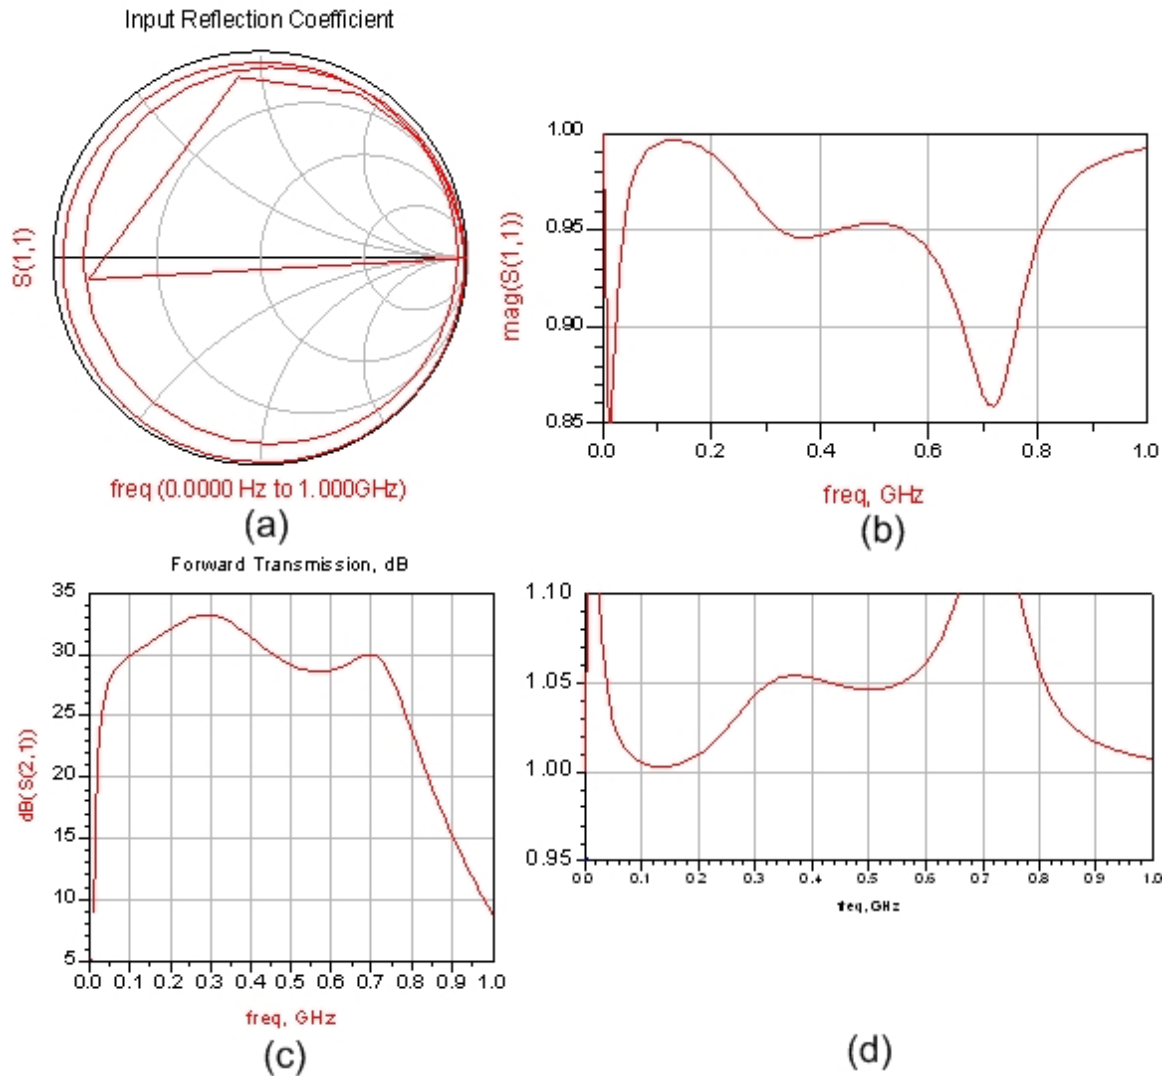 Input Reflection Coefficient
S(1,1)
freq (0.0000 Hz to 1.000GHz)
(a)
mag(S(1,1))
1.00
0.95
0.90
0.85
0.0 0.2 0.4 0.6 0.8 1.0
freq, GHz
(b)
Forward Transmission, dB
dB(S(2,1))
35
30
25
20
15
10
5
0.0 0.1 0.2 0.3 0.4 0.5 0.6 0.7 0.8 0.9 1.0
freq, GHz
(c)
1.10
1.05
1.00
0.95
0.0 0.1 0.2 0.3 0.4 0.5 0.6 0.7 0.8 0.9 1.0
freq, GHz
(d)